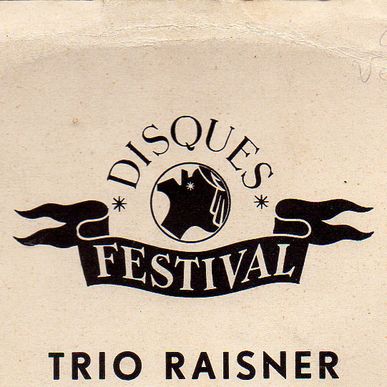 DISQUES
FESTIVAL
TRIO RAISNER